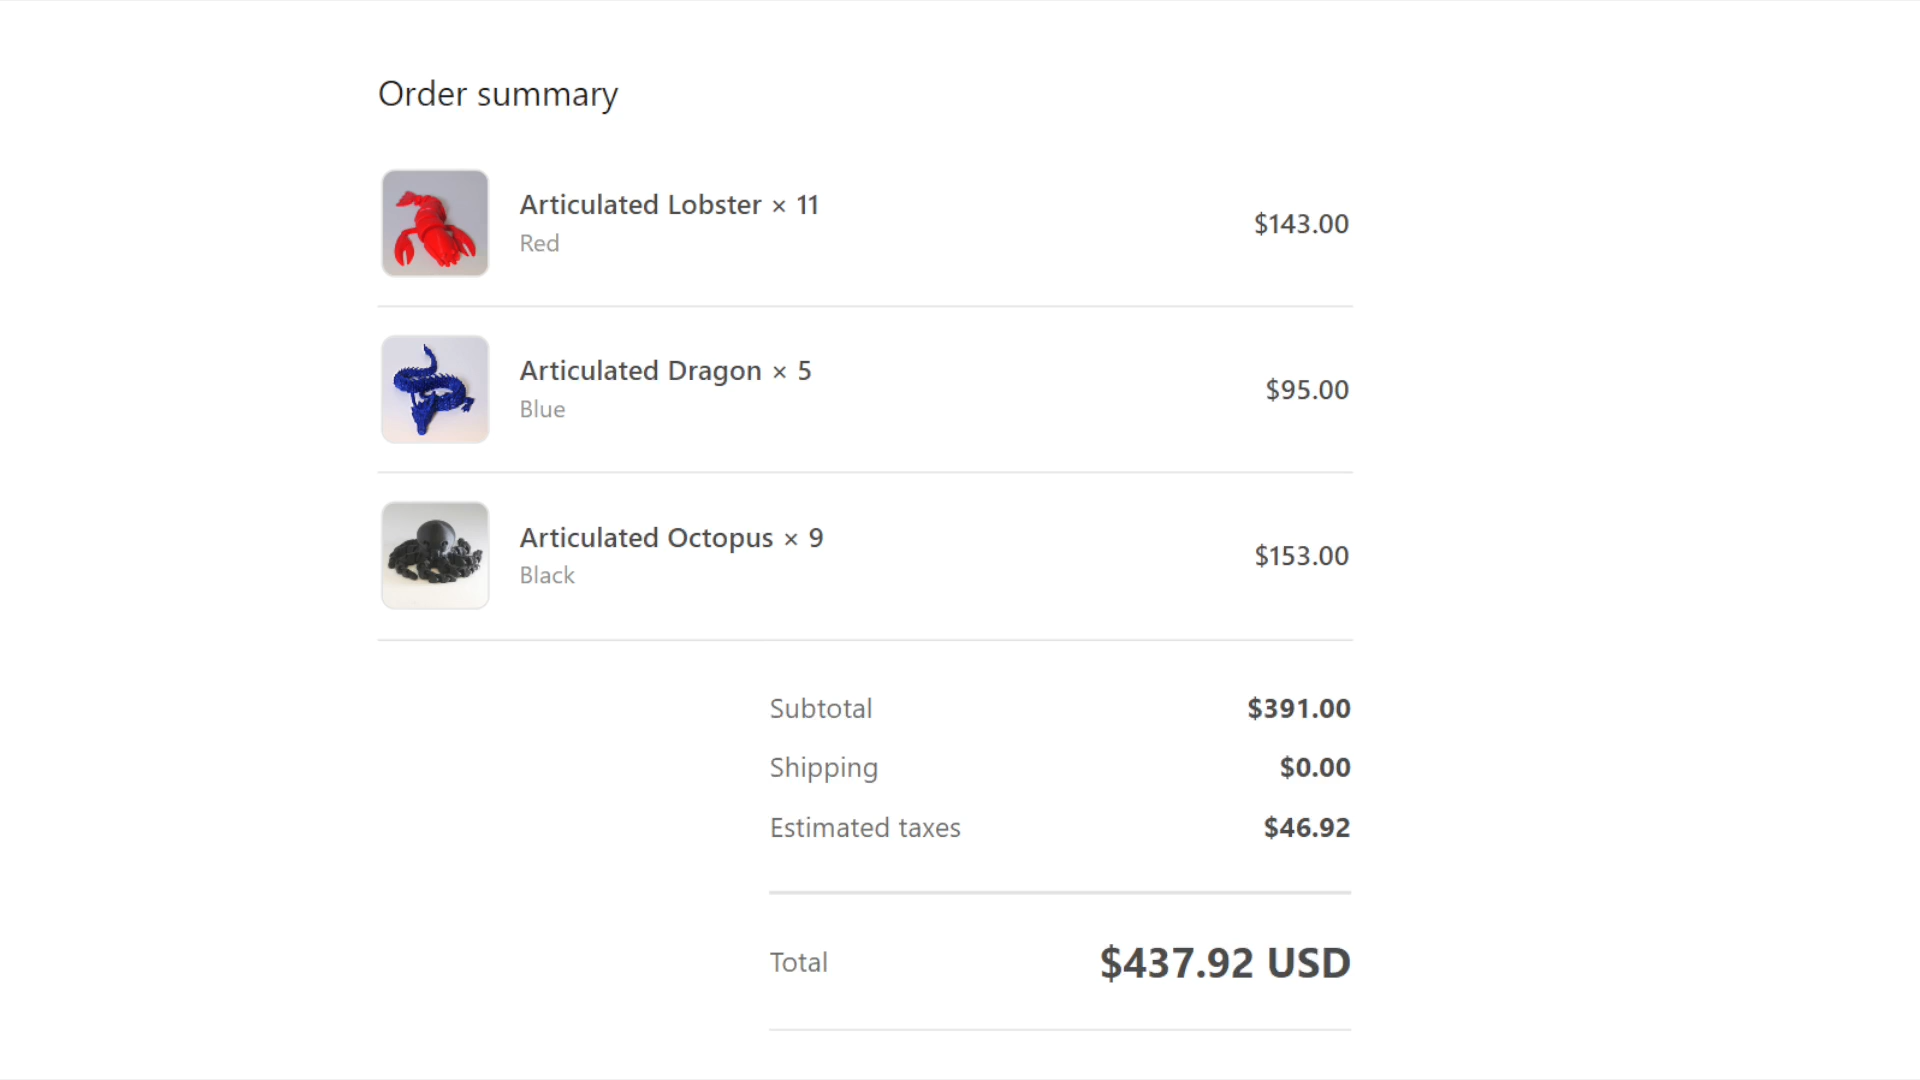 Order summary
Articulated Lobster × 11
Red
$143.00
Articulated Dragon × 5
Blue
$95.00
Articulated Octopus × 9
Black
$153.00
Subtotal $391.00
Shipping $0.00
Estimated taxes $46.92
Total $437.92 USD